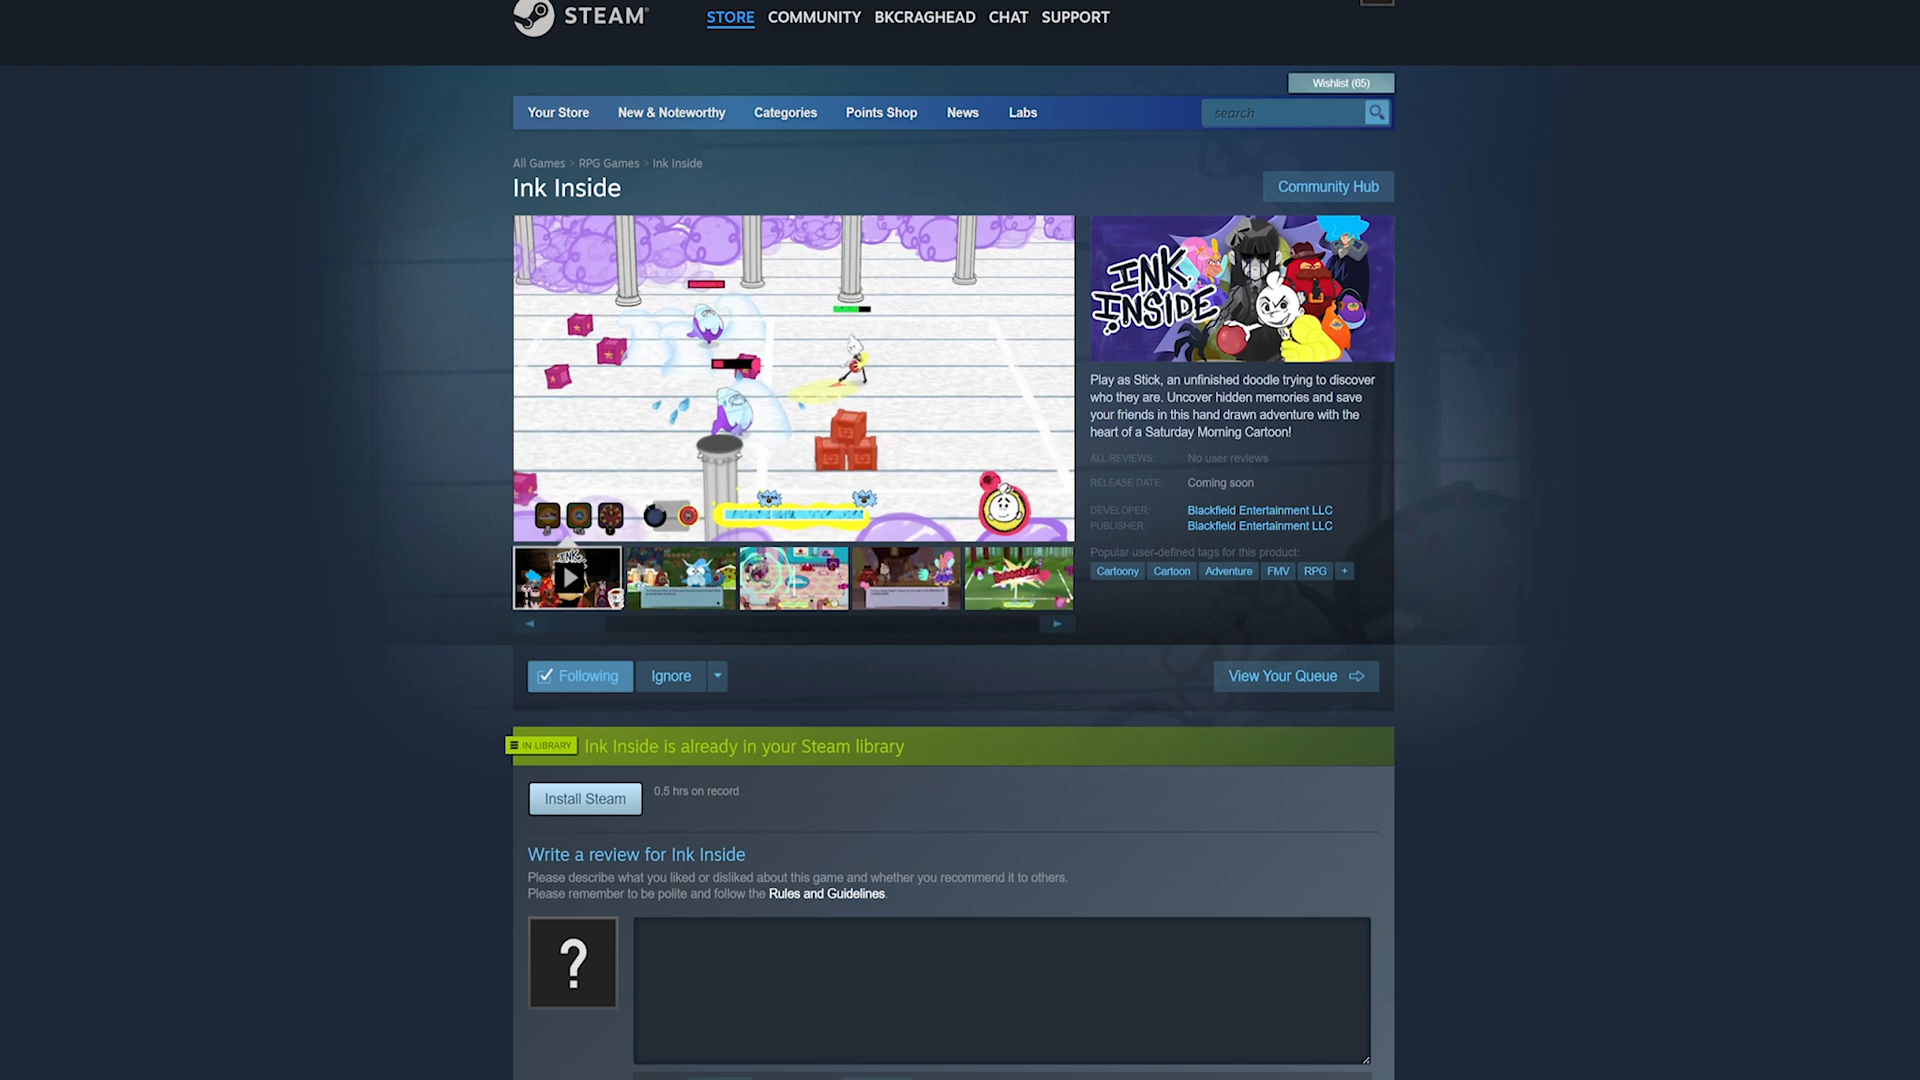 STEAM®
STORE COMMUNITY BKCRAGHEAD CHAT SUPPORT
Wishlist (65)
Your Store New & Noteworthy Categories Points Shop News Labs
search
All Games > RPG Games > Ink Inside
Ink Inside
Community Hub
INK INSIDE
Play as Stick, an unfinished doodle trying to discover
who they are. Uncover hidden memories and save
your friends in this hand drawn adventure with the
heart of a Saturday Morning Cartoon!
ALL REVIEWS: No user reviews
RELEASE DATE: Coming soon
DEVELOPER: Blackfield Entertainment LLC
PUBLISHER: Blackfield Entertainment LLC
Popular user-defined tags for this product:
Cartoony Cartoon Adventure FMV RPG +
Following Ignore
View Your Queue
IN LIBRARY Ink Inside is already in your Steam library
Install Steam 0.5 hrs on record
Write a review for Ink Inside
Please describe what you liked or disliked about this game and whether you recommend it to others.
Please remember to be polite and follow the Rules and Guidelines.
?